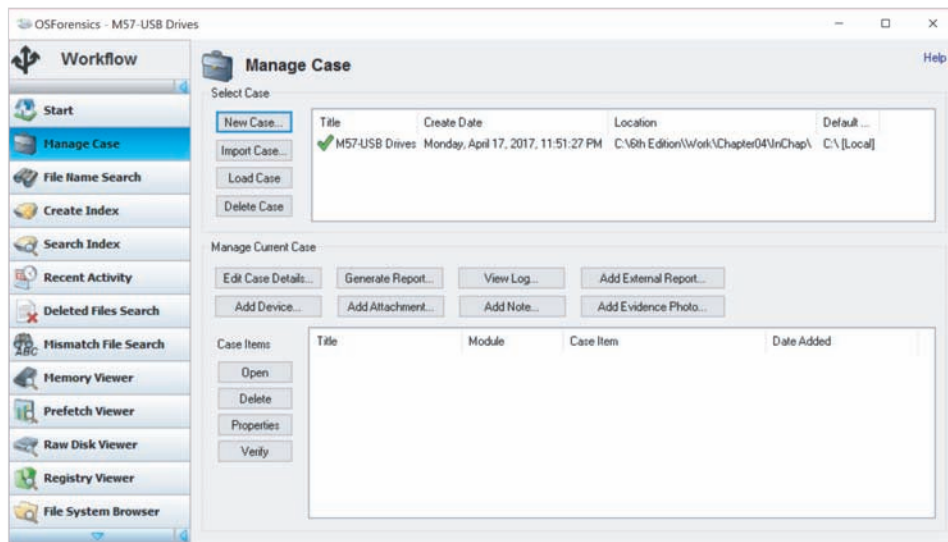 OSForensics - M57-USB Drives
Workflow
Start
Manage Case
File Name Search
Create Index
Search Index
Recent Activity
Deleted Files Search
Mismatch File Search
Memory Viewer
Prefetch Viewer
Raw Disk Viewer
Registry Viewer
File System Browser
Manage Case
Help
Select Case
New Case...
Import Case...
Load Case
Delete Case
Title Create Date Location Default ...
M57-USB Drives Monday, April 17, 2017, 11:51:27 PM C:\6th Edition\Work\Chapter04\InChap\ C:\ [Local]
Manage Current Case
Edit Case Details... Generate Report... View Log... Add External Report...
Add Device... Add Attachment... Add Note... Add Evidence Photo...
Case Items
Open
Delete
Properties
Verify
Title Module Case Item Date Added
ABC